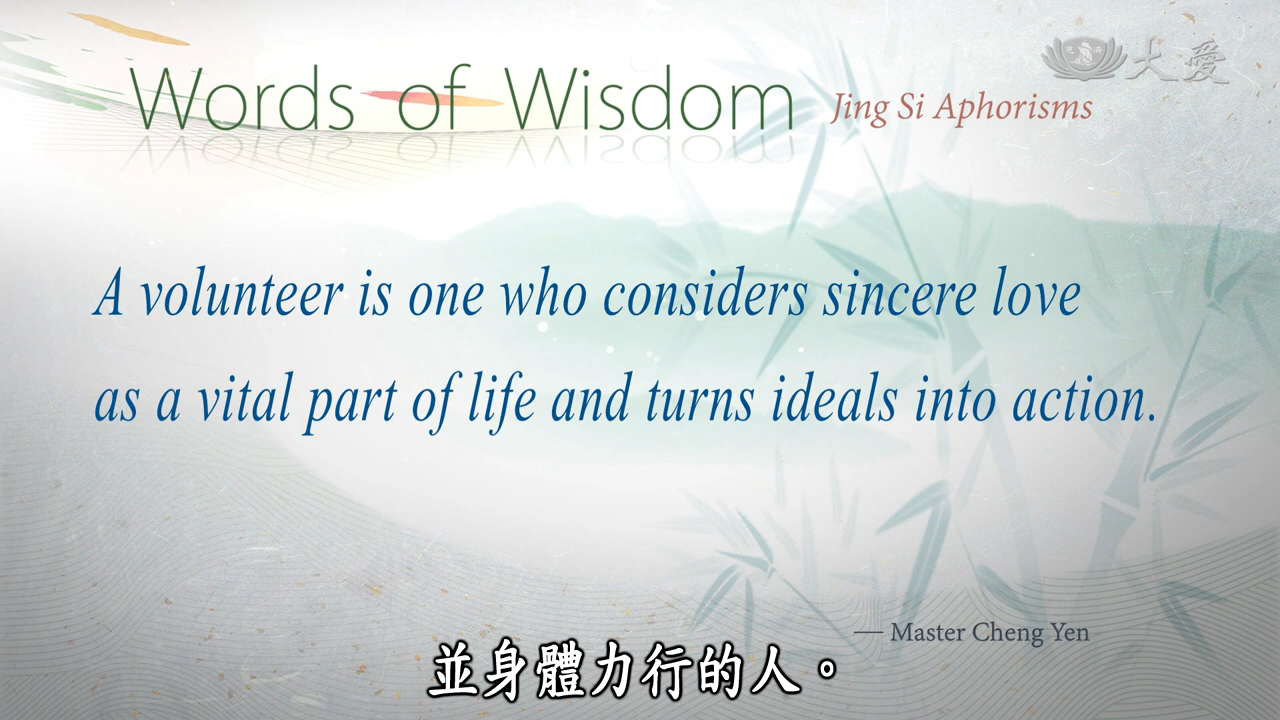 Words of Wisdom Jing Si Aphorisms
大愛
A volunteer is one who considers sincere love
as a vital part of life and turns ideals into action.
— Master Cheng Yen
並身體力行的人。